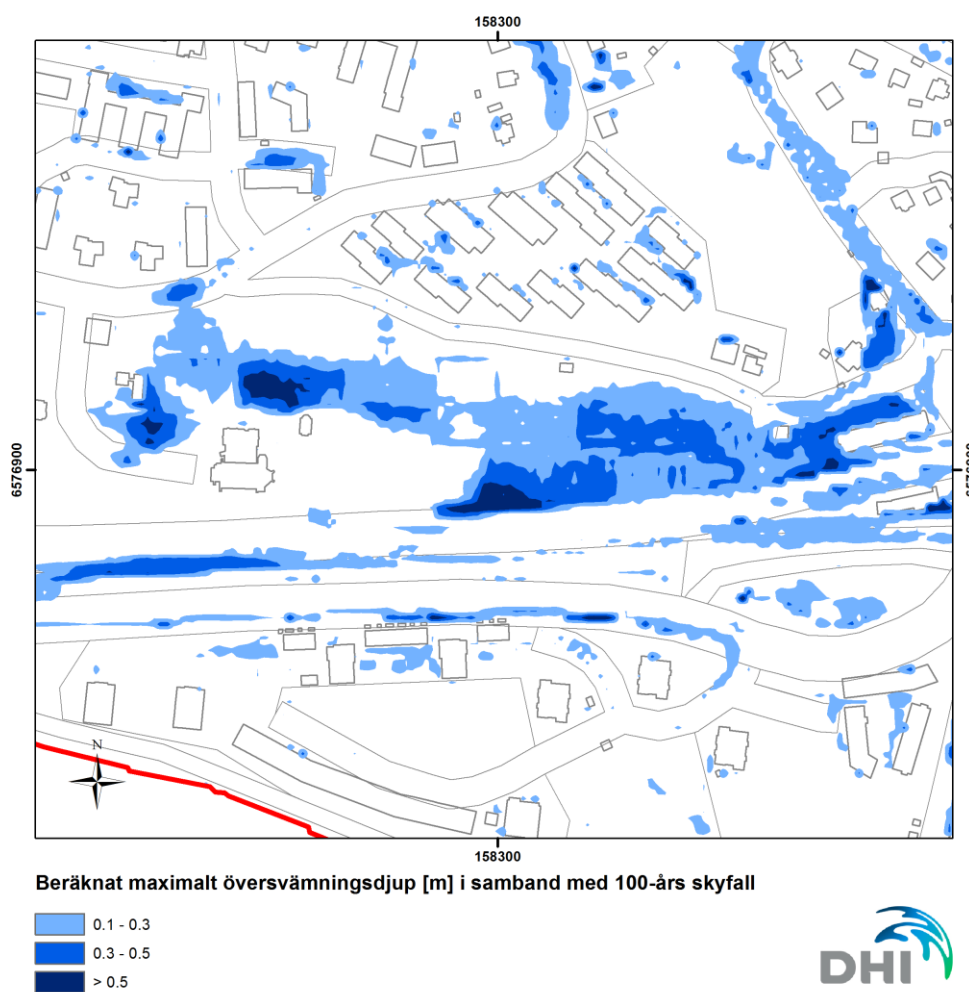 158300
6576900
6576900
N
158300
Beräknat maximalt översvämningsdjup [m] i samband med 100-års skyfall
0.1 - 0.3
0.3 - 0.5
> 0.5
DHI